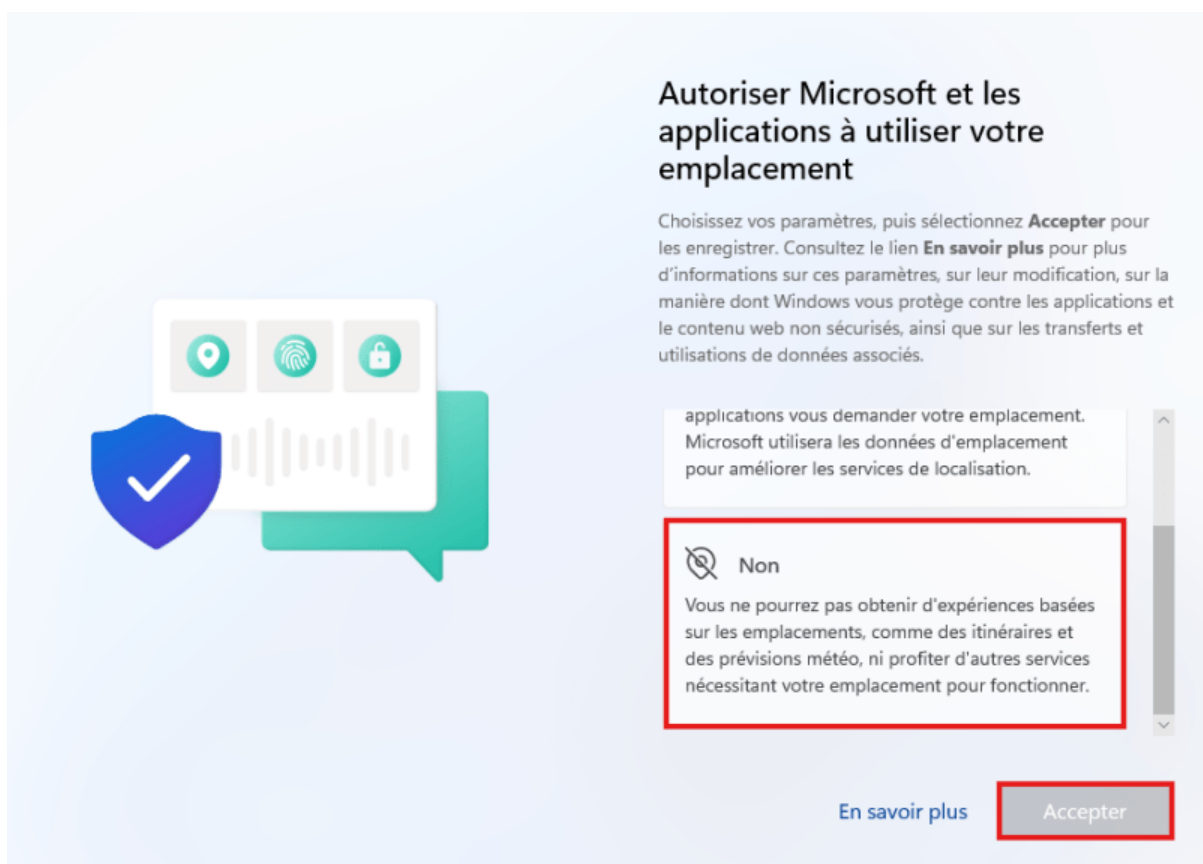 Autoriser Microsoft et les
applications à utiliser votre
emplacement
Choisissez vos paramètres, puis sélectionnez Accepter pour
les enregistrer. Consultez le lien En savoir plus pour plus
d'informations sur ces paramètres, sur leur modification, sur la
manière dont Windows vous protège contre les applications et
le contenu web non sécurisés, ainsi que sur les transferts et
utilisations de données associés.
applications vous demander votre emplacement.
Microsoft utilisera les données d'emplacement
pour améliorer les services de localisation.
Non
Vous ne pourrez pas obtenir d'expériences basées
sur les emplacements, comme des itinéraires et
des prévisions météo, ni profiter d'autres services
nécessitant votre emplacement pour fonctionner.
En savoir plus
Accepter